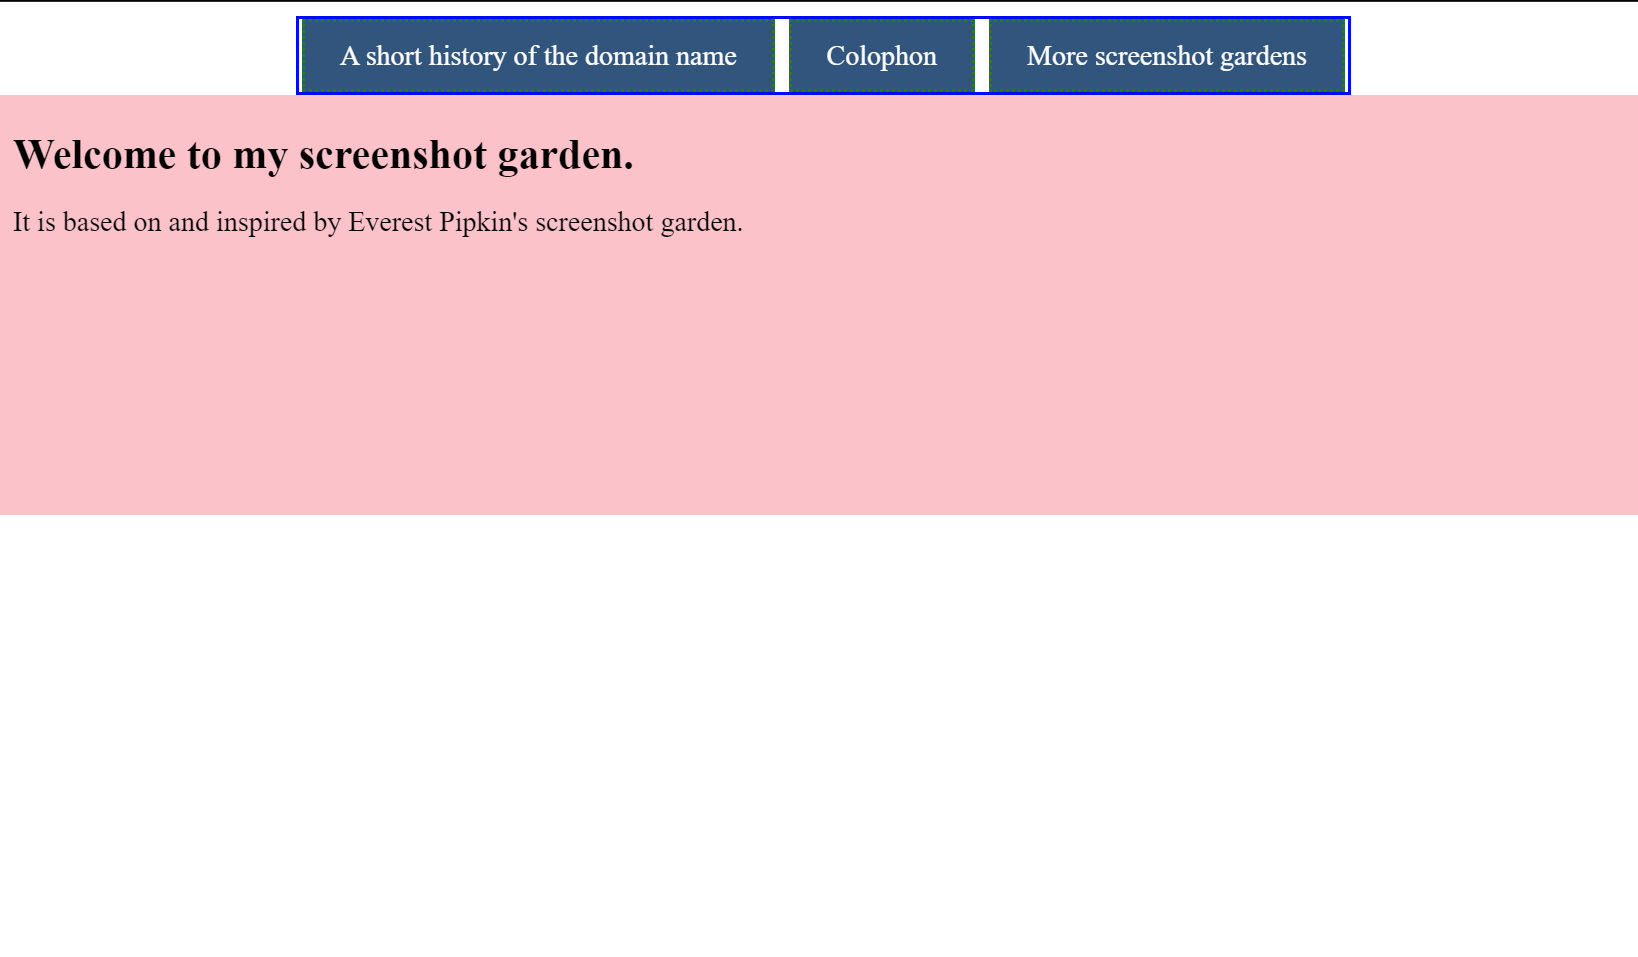 A short history of the domain name Colophon More screenshot gardens
Welcome to my screenshot garden.
It is based on and inspired by Everest Pipkin's screenshot garden.